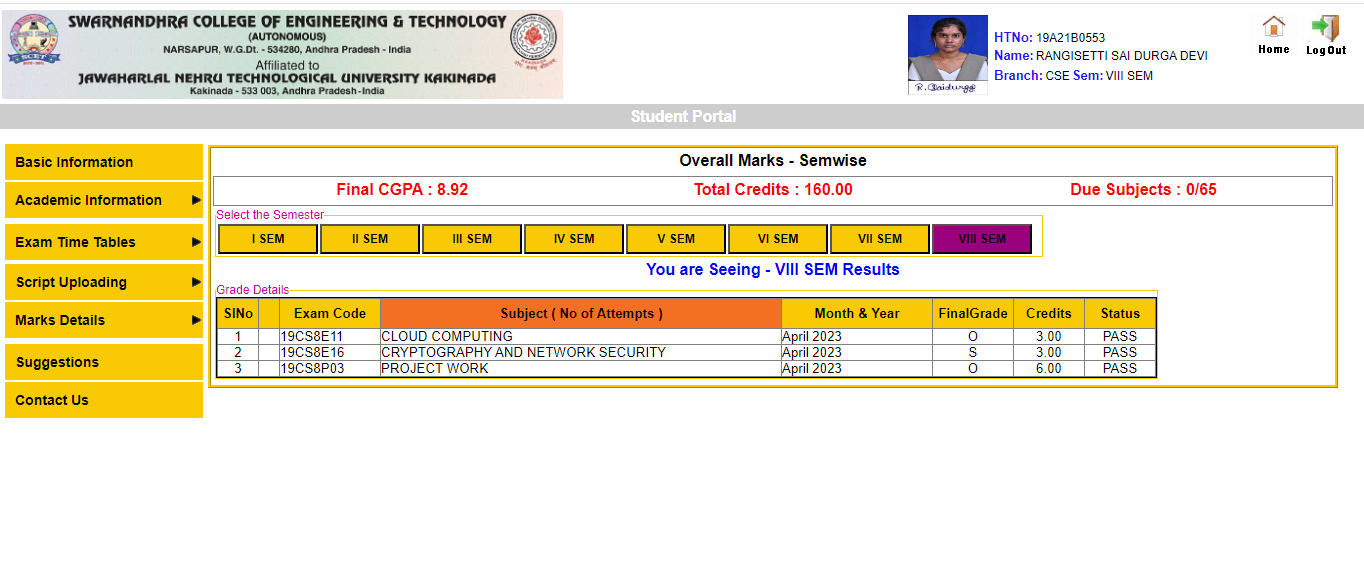 SWARNANDHRA COLLEGE OF ENGINEERING & TECHNOLOGY
(AUTONOMOUS)
NARSAPUR, W.G.Dt. - 534280, Andhra Pradesh - India
Affiliated to
JAWAHARLAL NEHRU TECHNOLOGICAL UNIVERSITY KAKINADA
Kakinada - 533 003, Andhra Pradesh-India
R. Saidurga
HTNo: 19A21B0553
Name: RANGISETTI SAI DURGA DEVI
Branch: CSE Sem: VIII SEM
Home LogOut
Student Portal
Basic Information
Academic Information
Exam Time Tables
Script Uploading
Marks Details
Suggestions
Contact Us
Overall Marks - Semwise
Final CGPA : 8.92 Total Credits : 160.00 Due Subjects : 0/65
Select the Semester
I SEM II SEM III SEM IV SEM V SEM VI SEM VII SEM VIII SEM
You are Seeing - VIII SEM Results
Grade Details
SlNo Exam Code Subject ( No of Attempts ) Month & Year FinalGrade Credits Status
1 19CS8E11 CLOUD COMPUTING April 2023 O 3.00 PASS
2 19CS8E16 CRYPTOGRAPHY AND NETWORK SECURITY April 2023 S 3.00 PASS
3 19CS8P03 PROJECT WORK April 2023 O 6.00 PASS